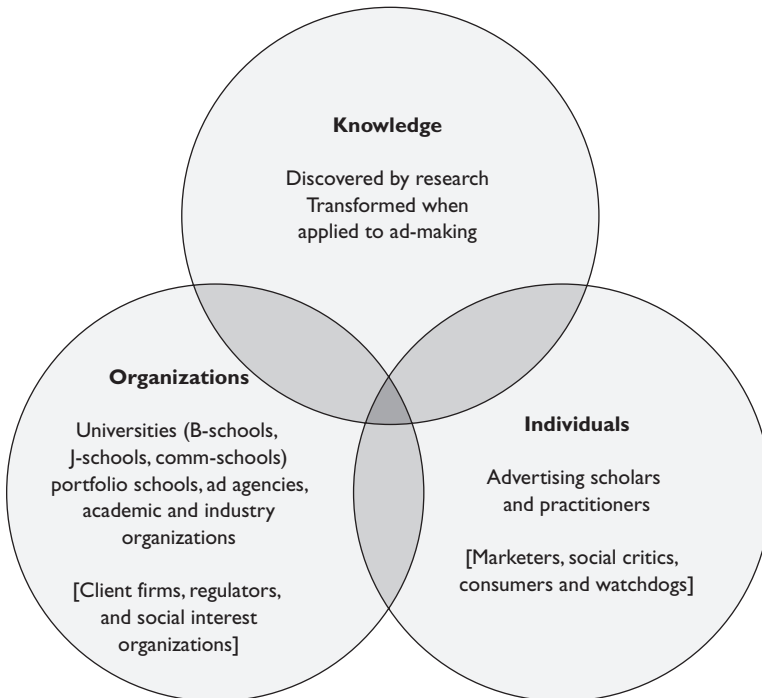 Knowledge
Discovered by research
Transformed when
applied to ad-making
Organizations
Universities (B-schools,
J-schools, comm-schools)
portfolio schools, ad agencies,
academic and industry
organizations
[Client firms, regulators,
and social interest
organizations]
Individuals
Advertising scholars
and practitioners
[Marketers, social critics,
consumers and watchdogs]